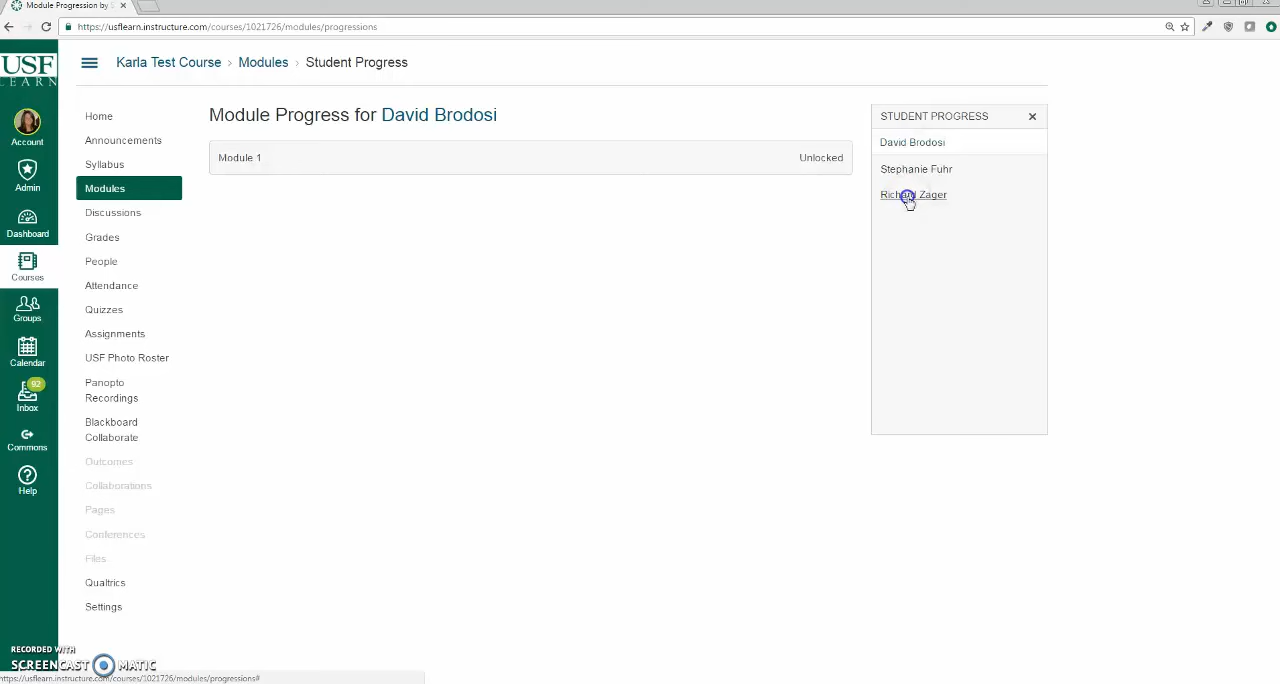 Module Progression by S
https://usflearn.instructure.com/courses/1021726/modules/progressions
USF
LEARN
Account
Admin
Dashboard
Courses
Groups
Calendar
92
Inbox
Commons
Help
Karla Test Course › Modules › Student Progress
Home
Announcements
Syllabus
Modules
Discussions
Grades
People
Attendance
Quizzes
Assignments
USF Photo Roster
Panopto
Recordings
Blackboard
Collaborate
Outcomes
Collaborations
Pages
Conferences
Files
Qualtrics
Settings
Module Progress for David Brodosi
Module 1 Unlocked
STUDENT PROGRESS
David Brodosi
Stephanie Fuhr
Richard Zager
RECORDED WITH
SCREENCAST MATIC
https://usflearn.instructure.com/courses/1021726/modules/progressions#